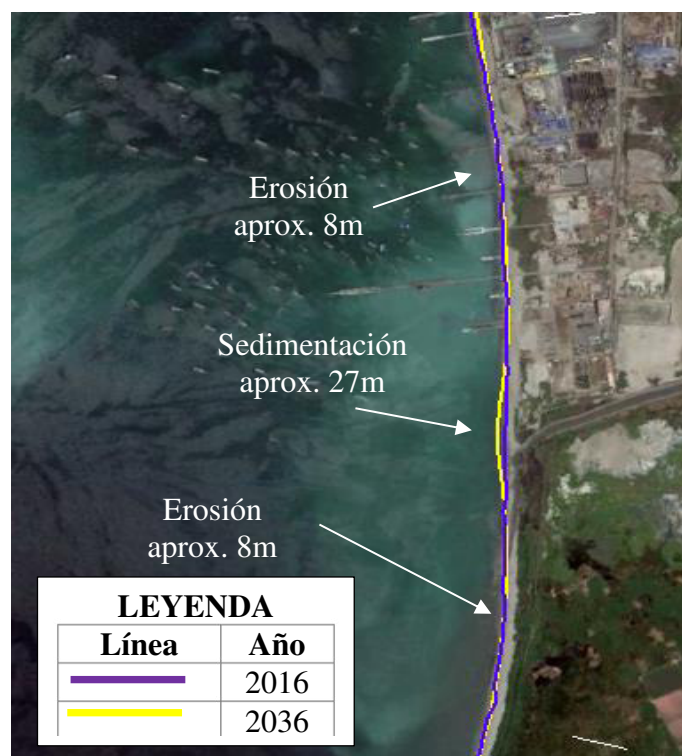 Erosión
aprox. 8m
Sedimentación
aprox. 27m
Erosión
aprox. 8m
LEYENDA
Línea Año
2016
2036